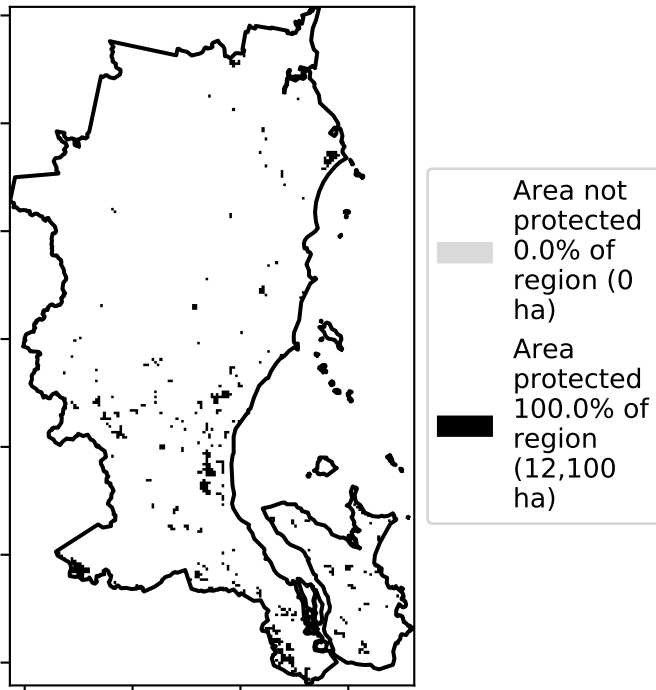 Area not
protected
0.0% of
region (0
ha)
Area
protected
100.0% of
region
(12,100
ha)